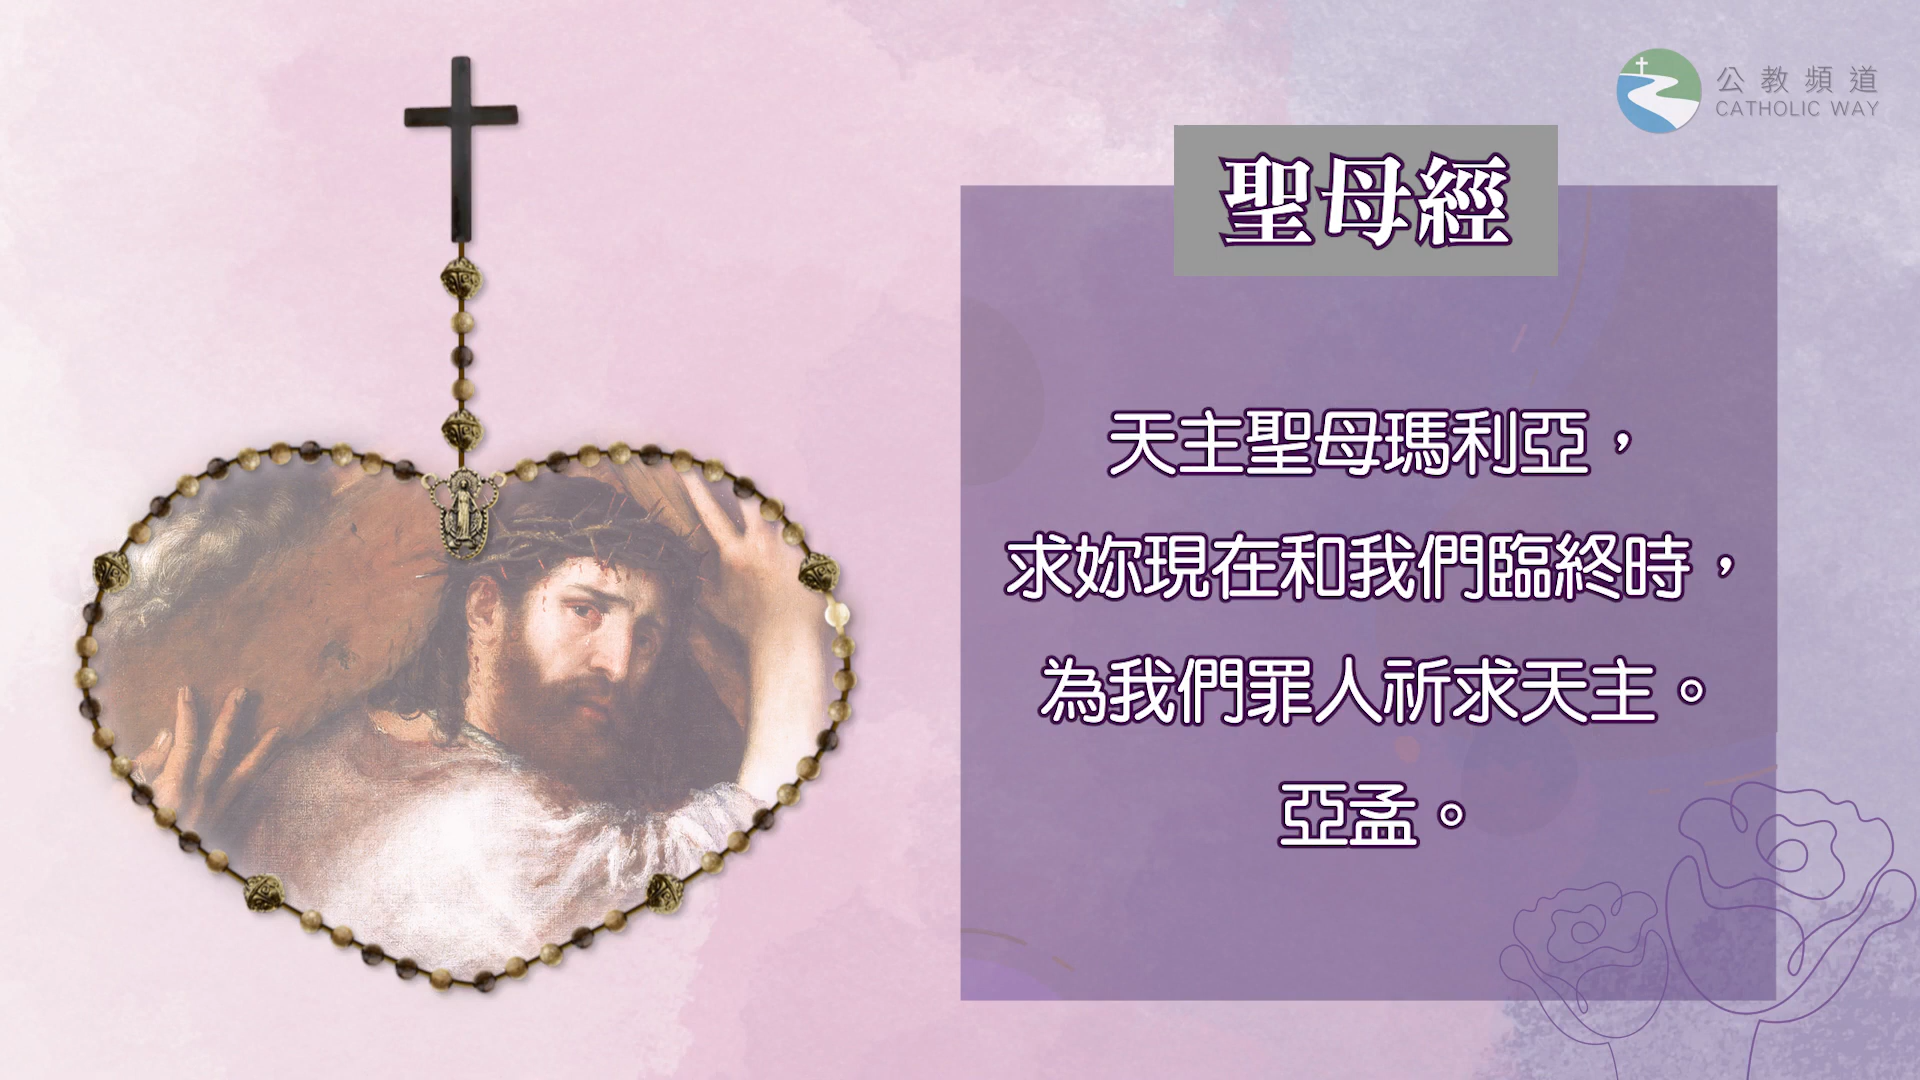 公教頻道
CATHOLIC WAY
聖母經
天主聖母瑪利亞，
求妳現在和我們臨終時，
為我們罪人祈求天主。
亞孟。